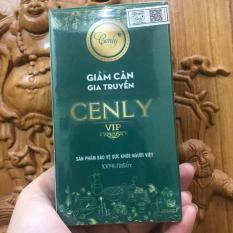 Cenly
GIẢM CÂN
GIA TRUYỀN
CENLY
VIP
SẢN PHẨM BẢO VỆ SỨC KHỎE NGƯỜI VIỆT